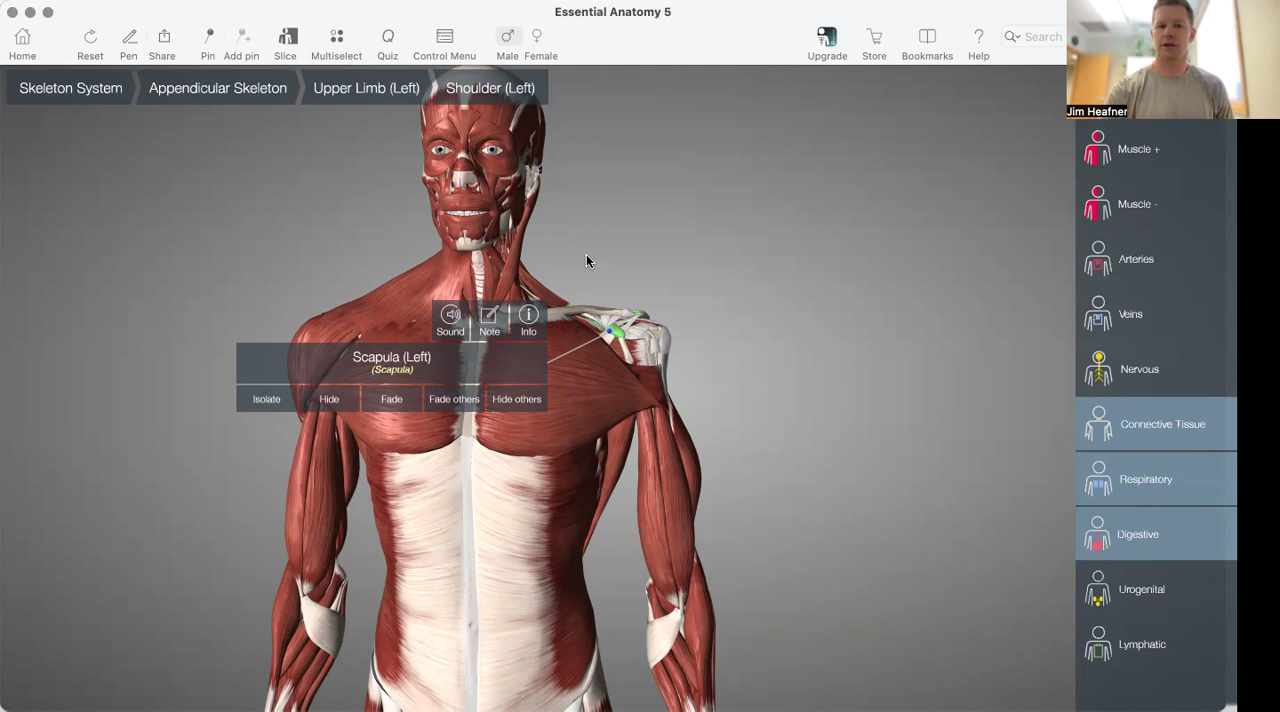 Essential Anatomy 5
Home
Reset
Pen
Share
Pin
Add pin
Slice
Multiselect
Quiz
Control Menu
Male
Female
Upgrade
Store
Bookmarks
Help
Search
Jim Heafner
Skeleton System
Appendicular Skeleton
Upper Limb (Left)
Shoulder (Left)
Sound
Note
Info
Scapula (Left)
(Scapula)
Isolate
Hide
Fade
Fade others
Hide others
Muscle +
Muscle -
Arteries
Veins
Nervous
Connective Tissue
Respiratory
Digestive
Urogenital
Lymphatic